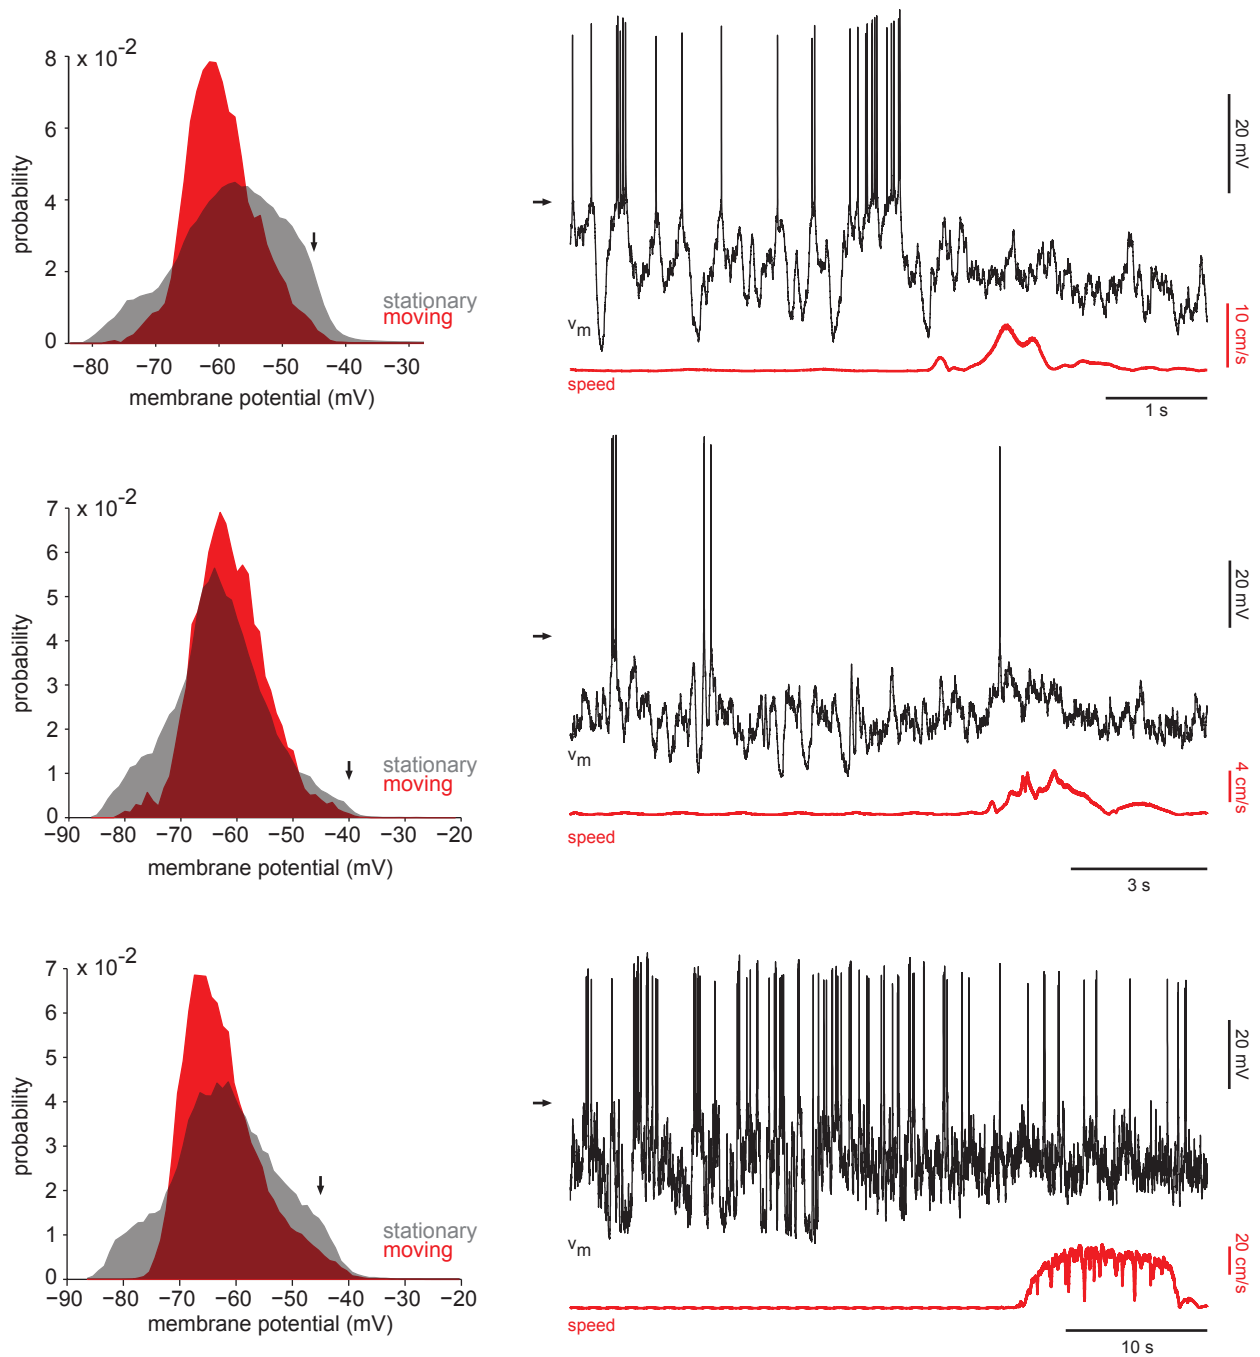 x 10⁻²
8
6
4
2
0
probability
−80 −70 −60 −50 −40 −30
membrane potential (mV)
stationary
moving
20 mV
vₘ
10 cm/s
speed
1 s
x 10⁻²
7
6
5
4
3
2
1
0
probability
−90 −80 −70 −60 −50 −40 −30 −20
membrane potential (mV)
stationary
moving
20 mV
vₘ
4 cm/s
speed
3 s
x 10⁻²
7
6
5
4
3
2
1
0
probability
−90 −80 −70 −60 −50 −40 −30 −20
membrane potential (mV)
stationary
moving
20 mV
vₘ
20 cm/s
speed
10 s